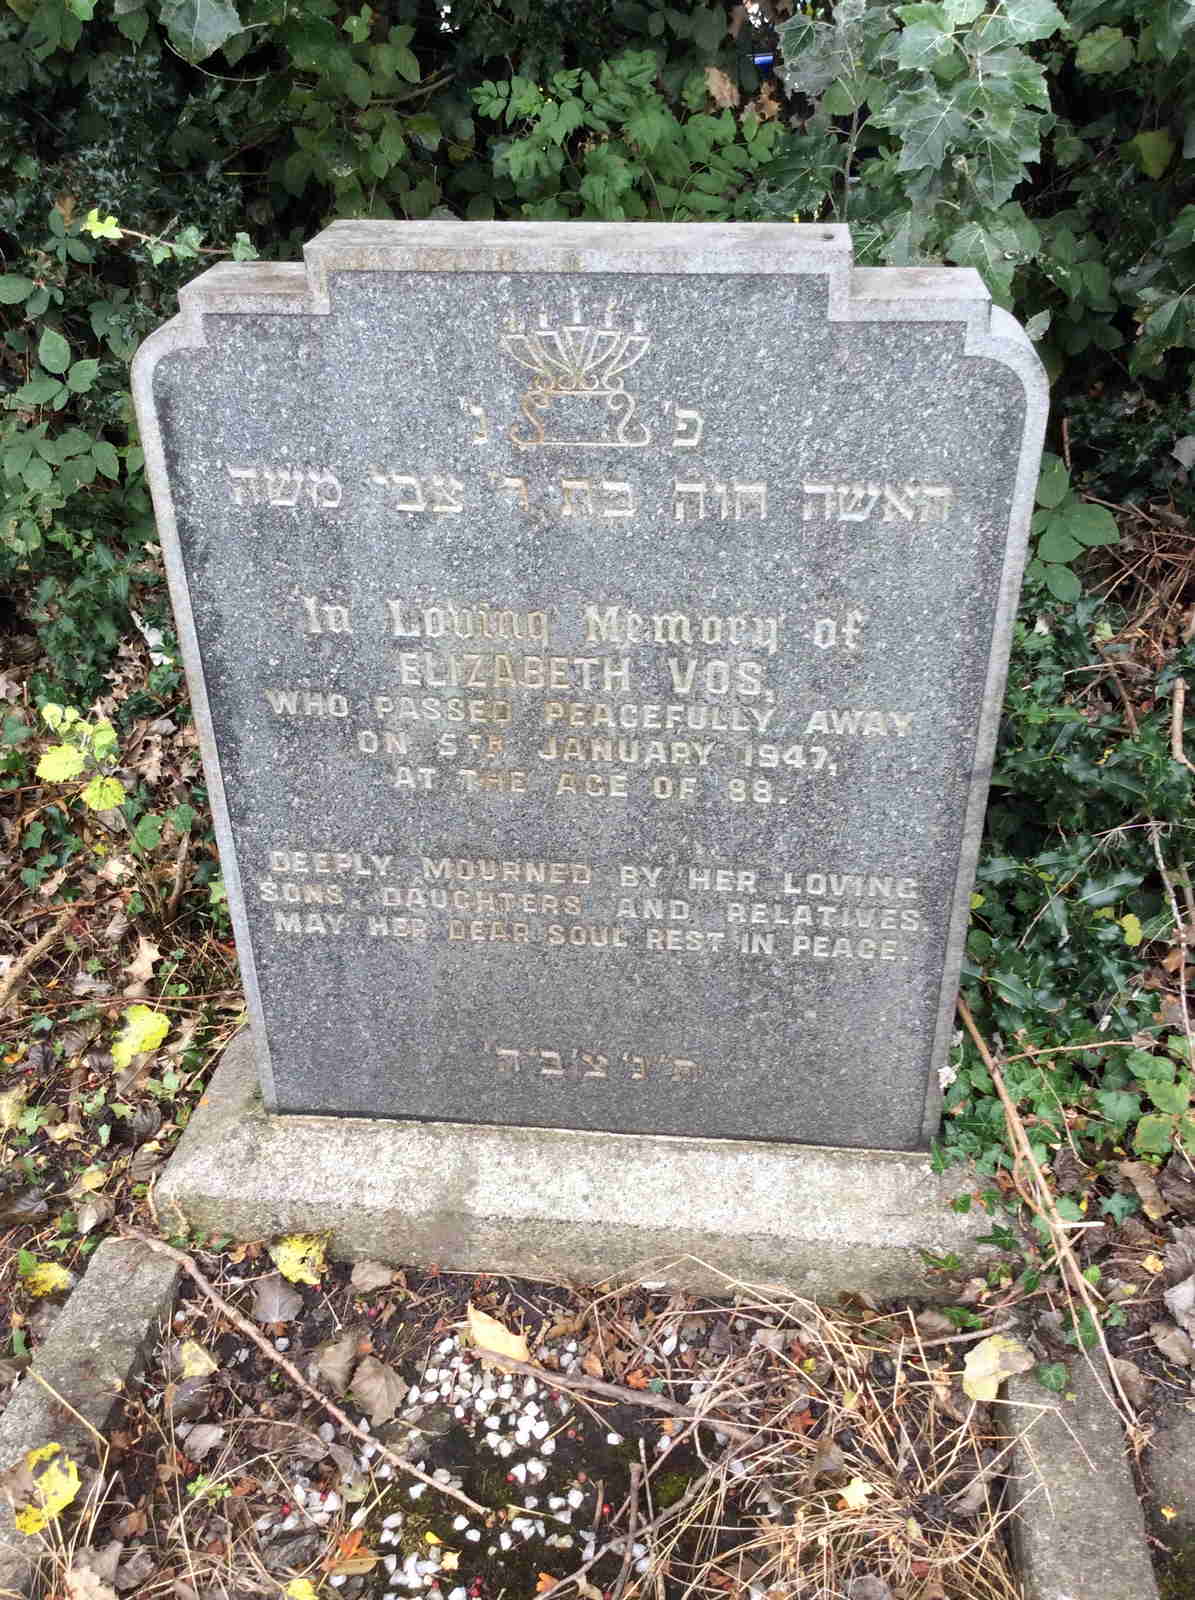 פ' נ'
האשה חוה בת ר' צבי משה
In Loving Memory of
ELIZABETH VOS,
WHO PASSED PEACEFULLY AWAY
ON 5TH JANUARY 1947,
AT THE AGE OF 88.
DEEPLY MOURNED BY HER LOVING
SONS, DAUGHTERS AND RELATIVES.
MAY HER DEAR SOUL REST IN PEACE.
ת' נ' צ' ב' ה'